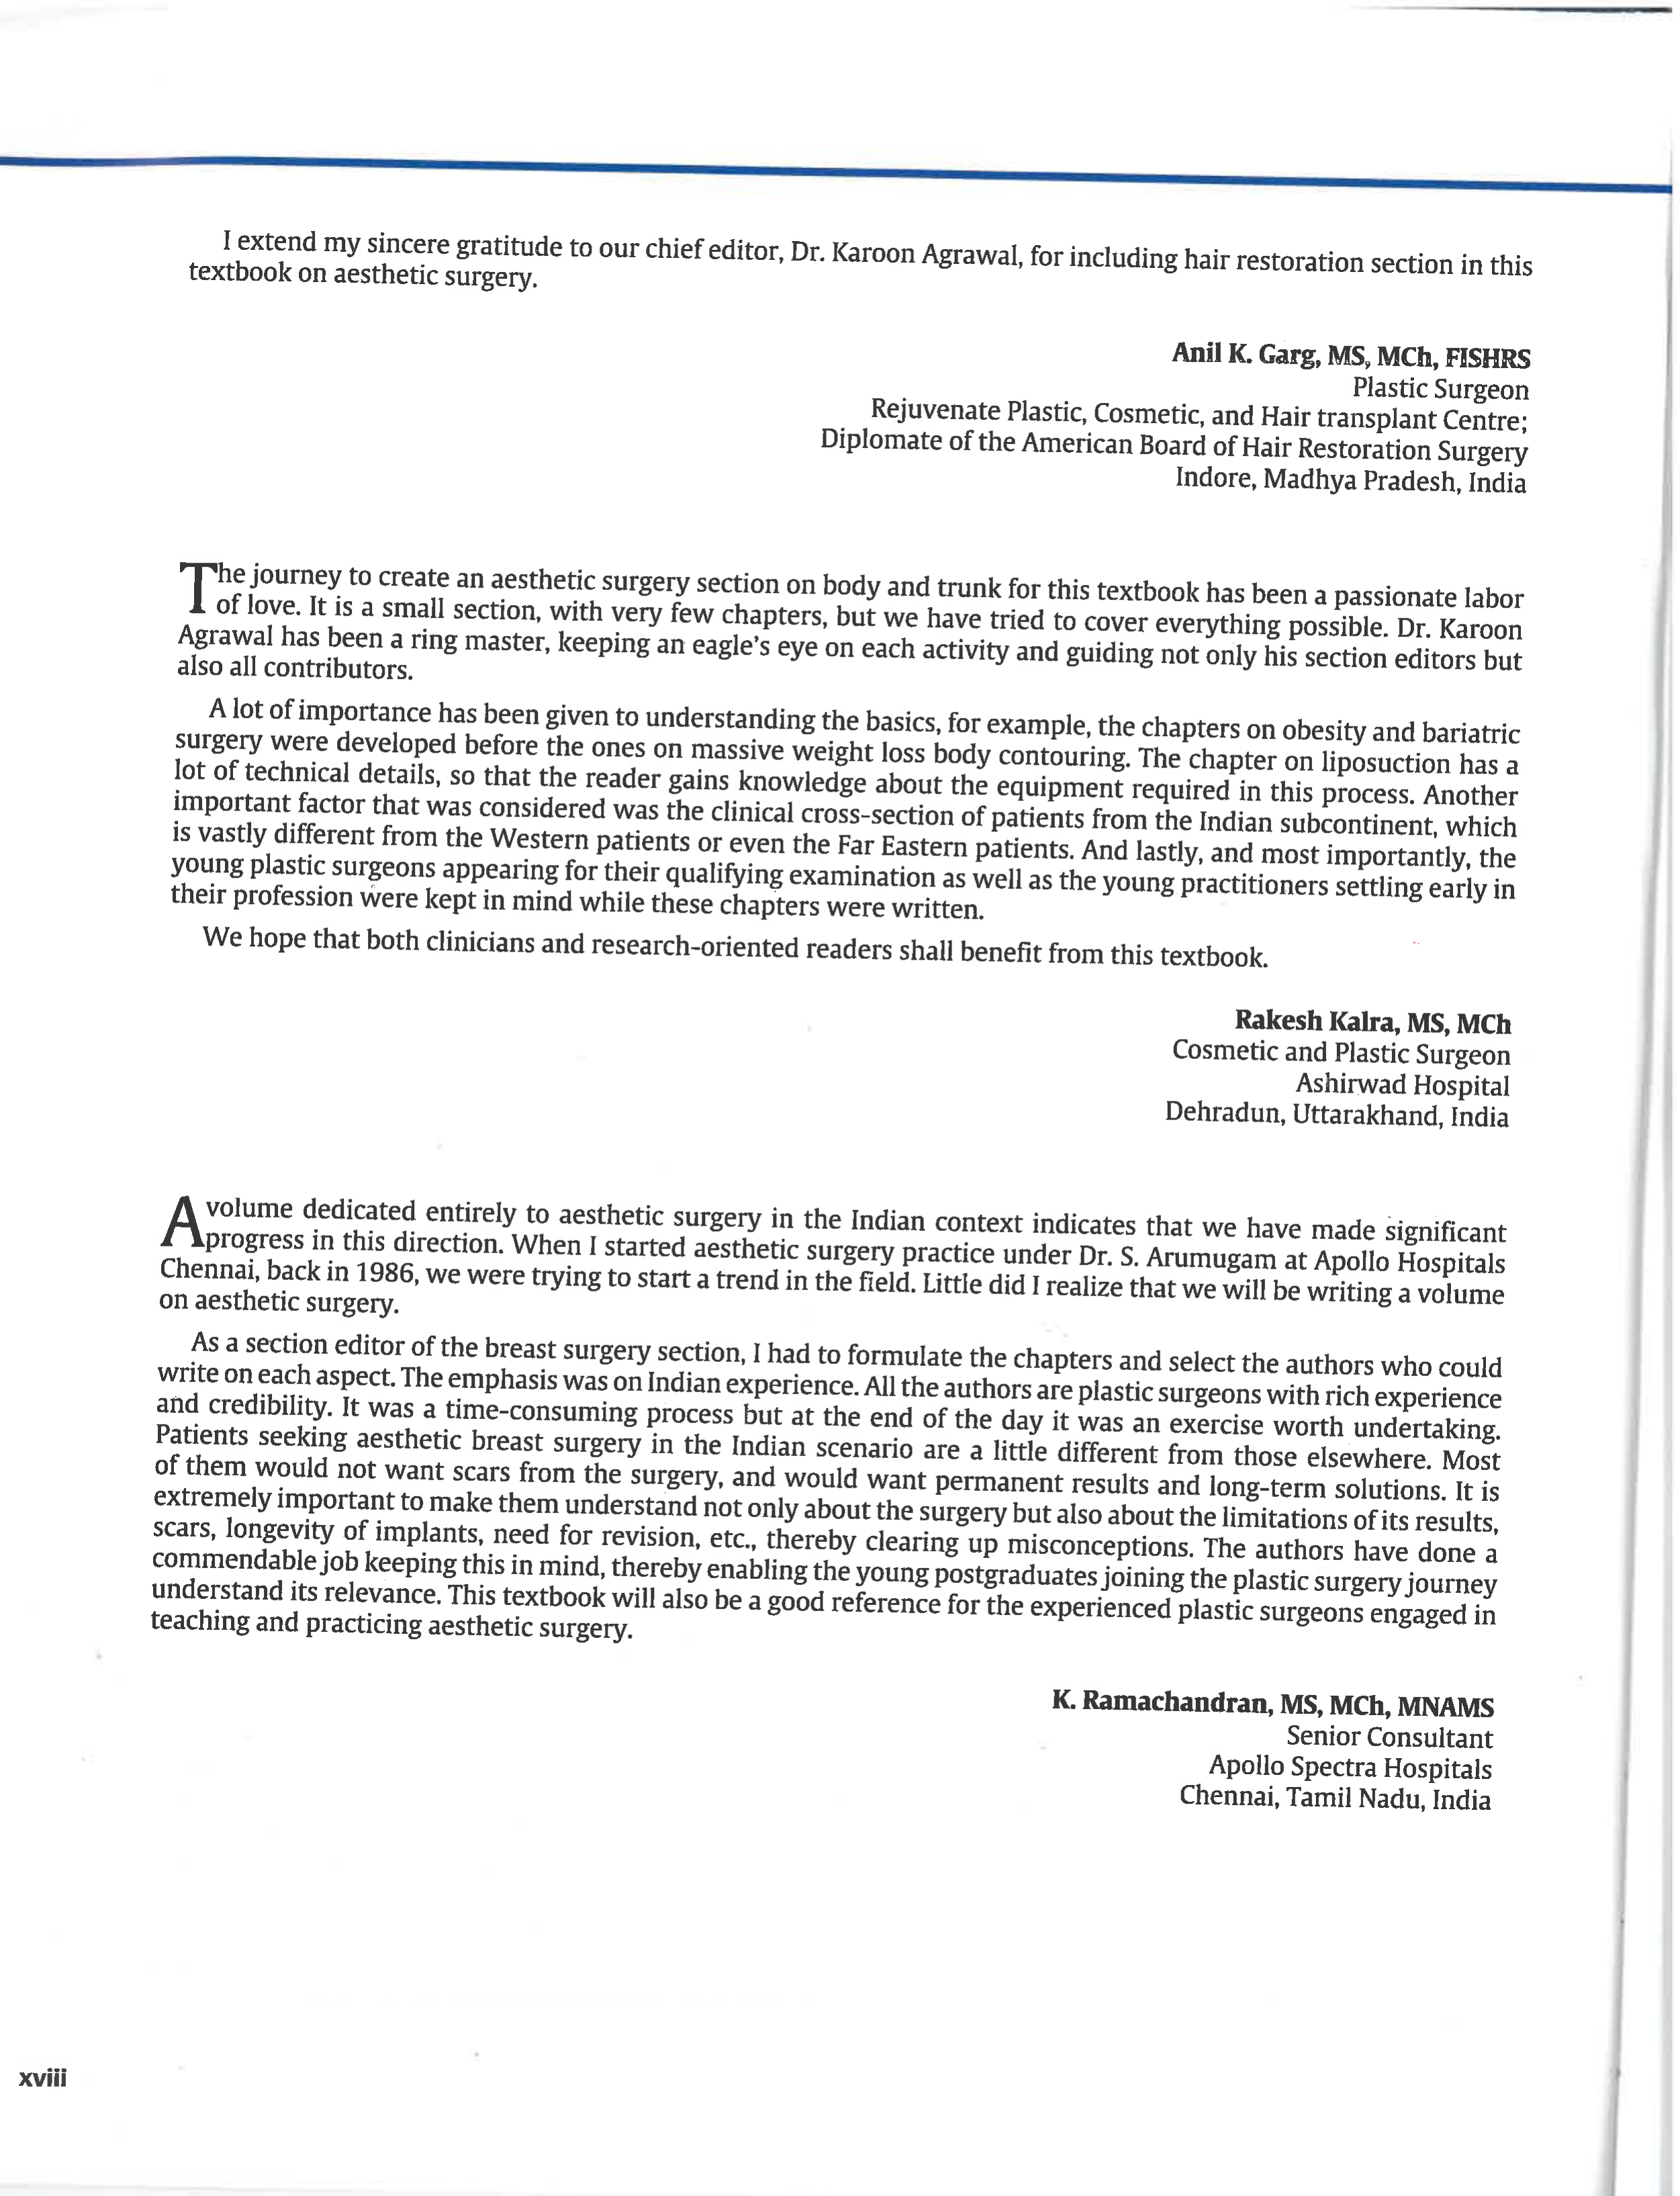 I extend my sincere gratitude to our chief editor, Dr. Karoon Agrawal, for including hair restoration section in this
textbook on aesthetic surgery.
Anil K. Garg, MS, MCh, FISHRS
Plastic Surgeon
Rejuvenate Plastic, Cosmetic, and Hair transplant Centre;
Diplomate of the American Board of Hair Restoration Surgery
Indore, Madhya Pradesh, India
The journey to create an aesthetic surgery section on body and trunk for this textbook has been a passionate labor
of love. It is a small section, with very few chapters, but we have tried to cover everything possible. Dr. Karoon
Agrawal has been a ring master, keeping an eagle's eye on each activity and guiding not only his section editors but
also all contributors.
A lot of importance has been given to understanding the basics, for example, the chapters on obesity and bariatric
surgery were developed before the ones on massive weight loss body contouring. The chapter on liposuction has a
lot of technical details, so that the reader gains knowledge about the equipment required in this process. Another
important factor that was considered was the clinical cross-section of patients from the Indian subcontinent, which
is vastly different from the Western patients or even the Far Eastern patients. And lastly, and most importantly, the
young plastic surgeons appearing for their qualifying examination as well as the young practitioners settling early in
their profession were kept in mind while these chapters were written.
We hope that both clinicians and research-oriented readers shall benefit from this textbook.
Rakesh Kalra, MS, MCh
Cosmetic and Plastic Surgeon
Ashirwad Hospital
Dehradun, Uttarakhand, India
A volume dedicated entirely to aesthetic surgery in the Indian context indicates that we have made significant
progress in this direction. When I started aesthetic surgery practice under Dr. S. Arumugam at Apollo Hospitals
Chennai, back in 1986, we were trying to start a trend in the field. Little did I realize that we will be writing a volume
on aesthetic surgery.
As a section editor of the breast surgery section, I had to formulate the chapters and select the authors who could
write on each aspect. The emphasis was on Indian experience. All the authors are plastic surgeons with rich experience
and credibility. It was a time-consuming process but at the end of the day it was an exercise worth undertaking.
Patients seeking aesthetic breast surgery in the Indian scenario are a little different from those elsewhere. Most
of them would not want scars from the surgery, and would want permanent results and long-term solutions. It is
extremely important to make them understand not only about the surgery but also about the limitations of its results,
scars, longevity of implants, need for revision, etc., thereby clearing up misconceptions. The authors have done a
commendable job keeping this in mind, thereby enabling the young postgraduates joining the plastic surgery journey
understand its relevance. This textbook will also be a good reference for the experienced plastic surgeons engaged in
teaching and practicing aesthetic surgery.
K. Ramachandran, MS, MCh, MNAMS
Senior Consultant
Apollo Spectra Hospitals
Chennai, Tamil Nadu, India
xviii